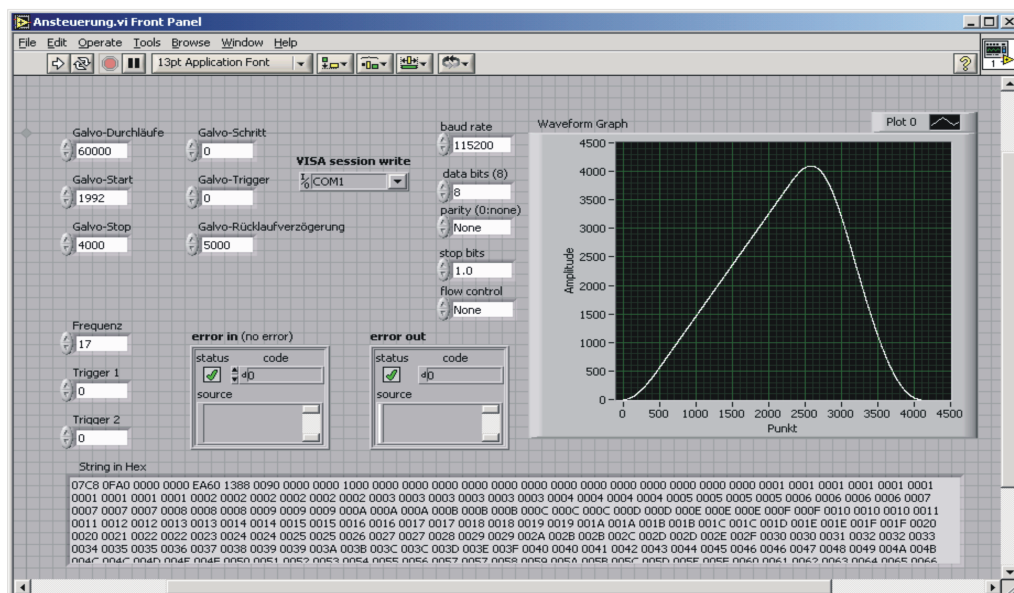 Ansteuerung.vi Front Panel
File Edit Operate Tools Browse Window Help
13pt Application Font
1
Galvo-Durchläufe
60000
Galvo-Schritt
0
Galvo-Start
1992
Galvo-Trigger
0
Galvo-Stop
4000
Galvo-Rücklaufverzögerung
5000
VISA session write
COM1
baud rate
115200
data bits (8)
8
parity (0:none)
None
stop bits
1.0
flow control
None
Frequenz
17
Trigger 1
0
Trigger 2
0
error in (no error)
status code
0
source
error out
status code
0
source
Waveform Graph
Plot 0
Amplitude
4500
4000
3500
3000
2500
2000
1500
1000
500
0
0 500 1000 1500 2000 2500 3000 3500 4000 4500
Punkt
String in Hex
07C8 0FA0 0000 0000 EA60 1388 0090 0000 0000 1000 0000 0000 0000 0000 0000 0000 0000 0000 0000 0000 0000 0000 0000 0001 0001 0001 0001 0001 0001
0001 0001 0001 0001 0002 0002 0002 0002 0002 0002 0003 0003 0003 0003 0003 0003 0004 0004 0004 0004 0005 0005 0005 0005 0006 0006 0006 0006 0007
0007 0007 0007 0008 0008 0008 0009 0009 0009 000A 000A 000A 000B 000B 000B 000C 000C 000C 000D 000D 000E 000E 000E 000F 000F 0010 0010 0010 0011
0011 0012 0012 0013 0013 0014 0014 0015 0015 0016 0016 0017 0017 0018 0018 0019 0019 001A 001A 001B 001B 001C 001C 001D 001E 001E 001F 001F 0020
0020 0021 0022 0022 0023 0024 0024 0025 0025 0026 0027 0027 0028 0029 0029 002A 002B 002B 002C 002D 002D 002E 002F 0030 0030 0031 0032 0032 0033
0034 0035 0035 0036 0037 0038 0039 0039 003A 003B 003C 003C 003D 003E 003F 0040 0040 0041 0042 0043 0044 0045 0046 0046 0047 0048 0049 004A 004B